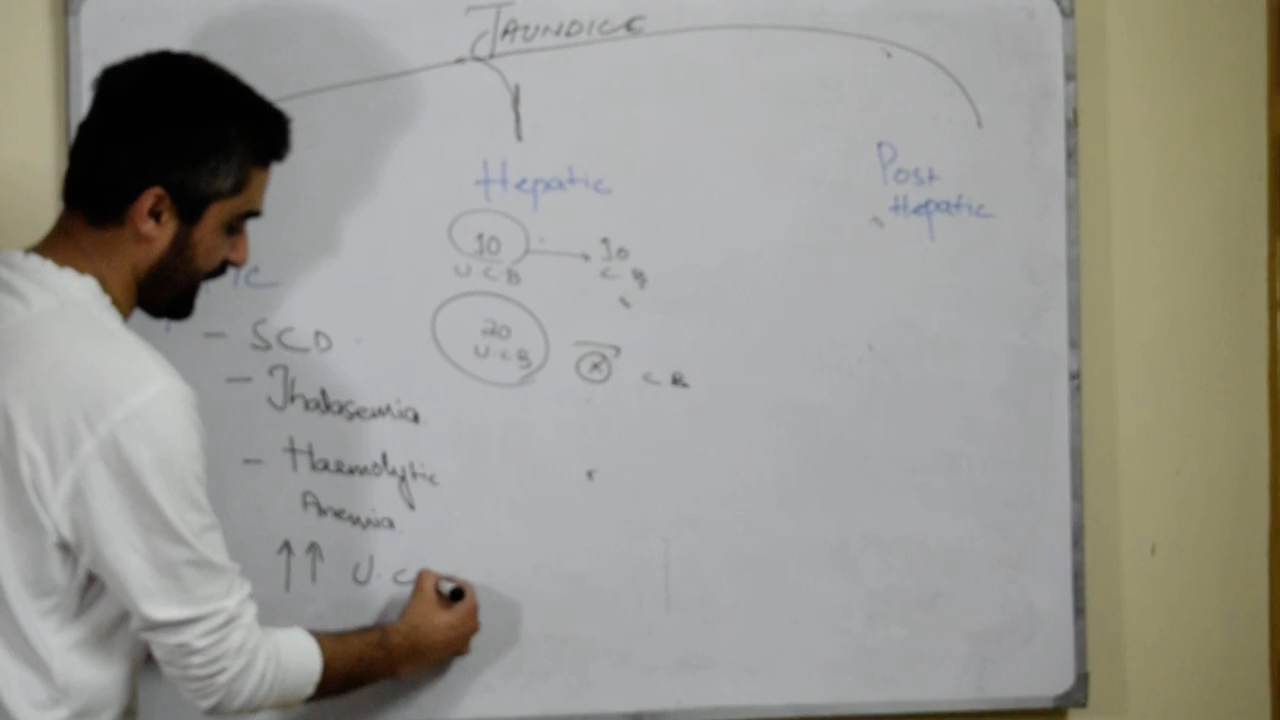 JAUNDICE
Hepatic
Post
Hepatic
10
U.C.B
10
C B
20
U.C.B
X
C B
IC
- SCD
- Thalasemia
- Haemolytic
Anemia
↑↑ U.C